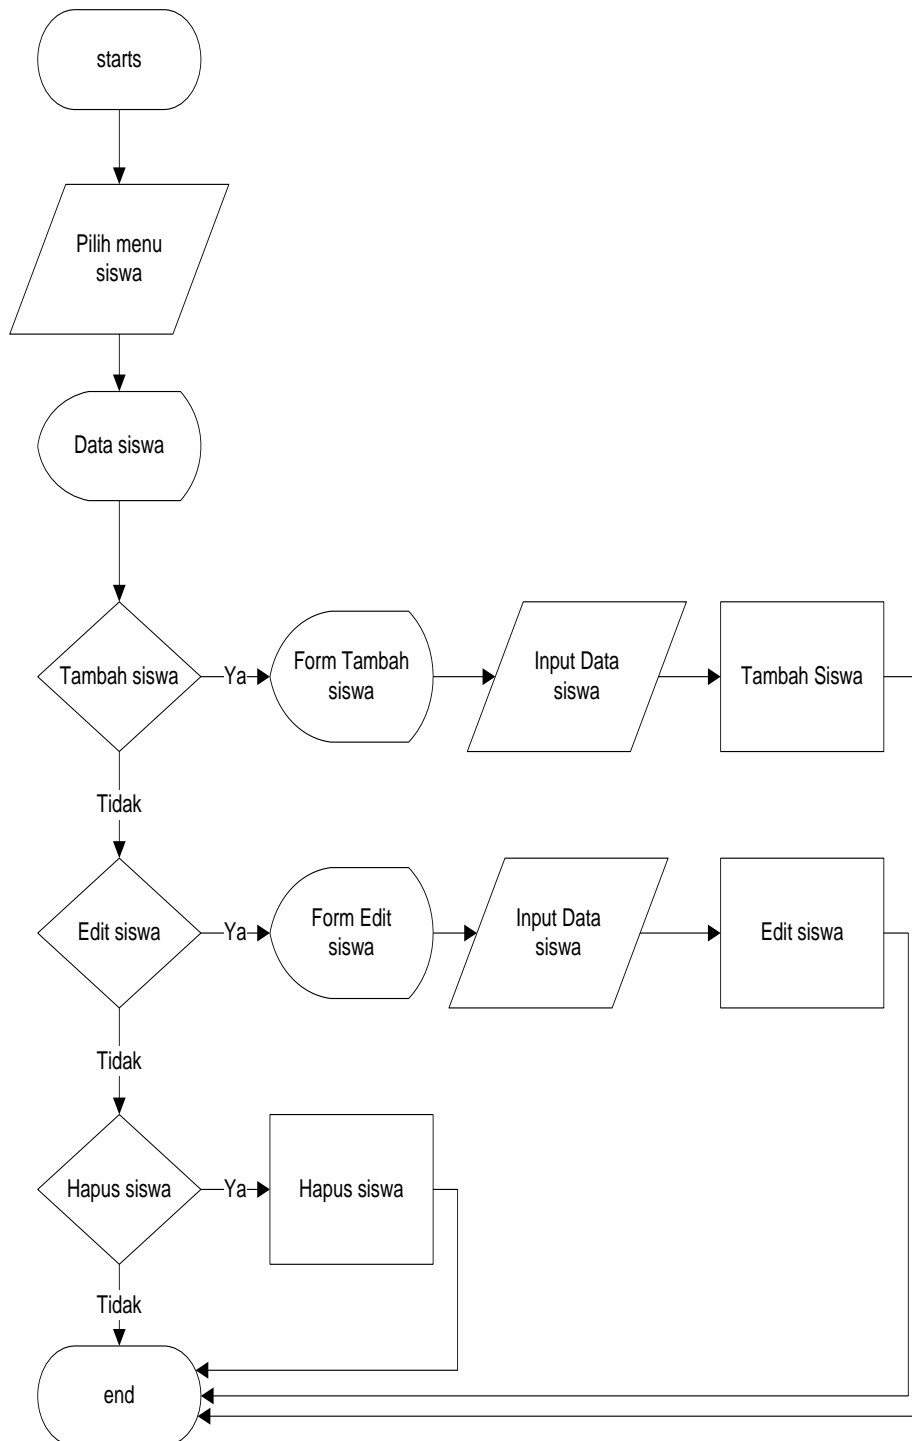 starts
Pilih menu
siswa
Data siswa
Tambah siswa
Ya
Form Tambah
siswa
Input Data
siswa
Tambah Siswa
Tidak
Edit siswa
Ya
Form Edit
siswa
Input Data
siswa
Edit siswa
Tidak
Hapus siswa
Ya
Hapus siswa
Tidak
end